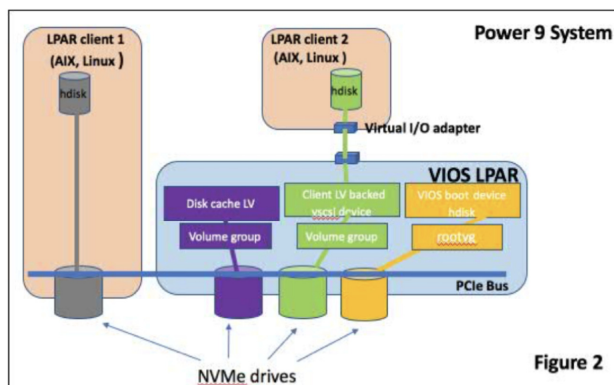 LPAR client 1
(AIX, Linux )
hdisk
LPAR client 2
(AIX, Linux )
hdisk
Power 9 System
Virtual I/O adapter
VIOS LPAR
Disk cache LV
Volume group
Client LV backed
vscsi device
Volume group
VIOS boot device
hdisk
rootvg
PCIe Bus
NVMe drives
Figure 2